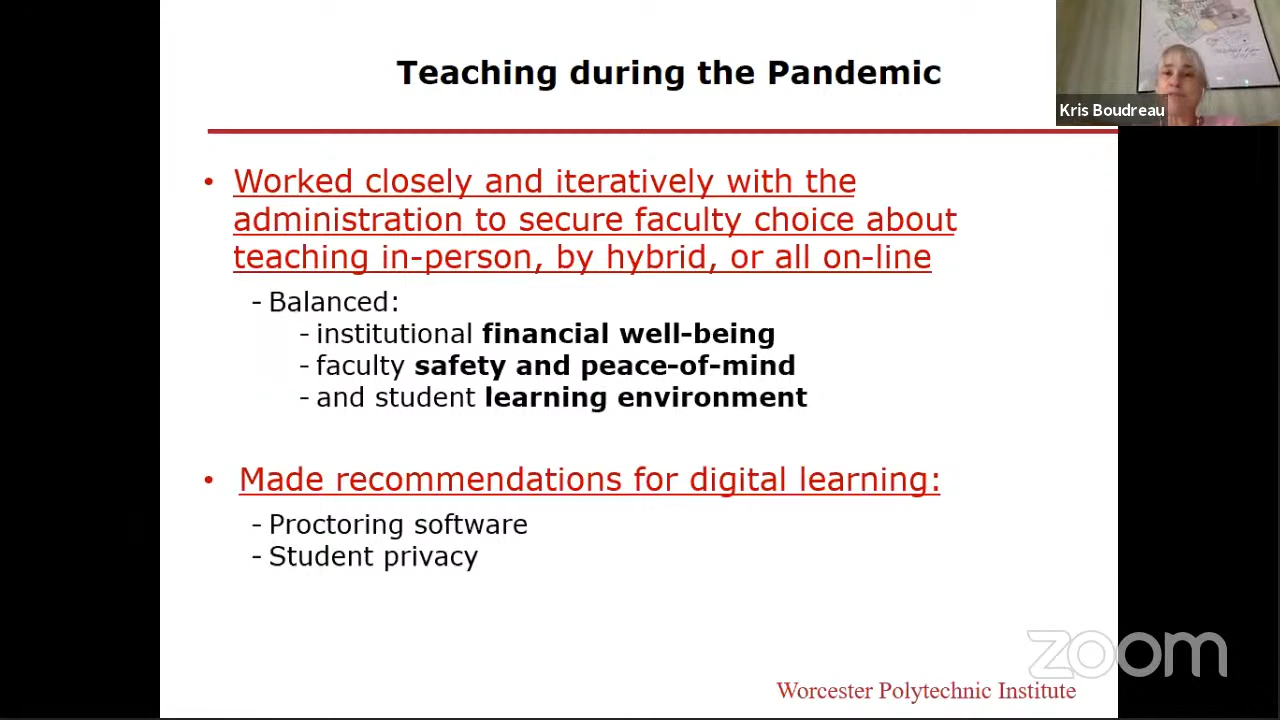 Teaching during the Pandemic
Kris Boudreau
• Worked closely and iteratively with the
administration to secure faculty choice about
teaching in-person, by hybrid, or all on-line
- Balanced:
- institutional financial well-being
- faculty safety and peace-of-mind
- and student learning environment
• Made recommendations for digital learning:
- Proctoring software
- Student privacy
zoom
Worcester Polytechnic Institute